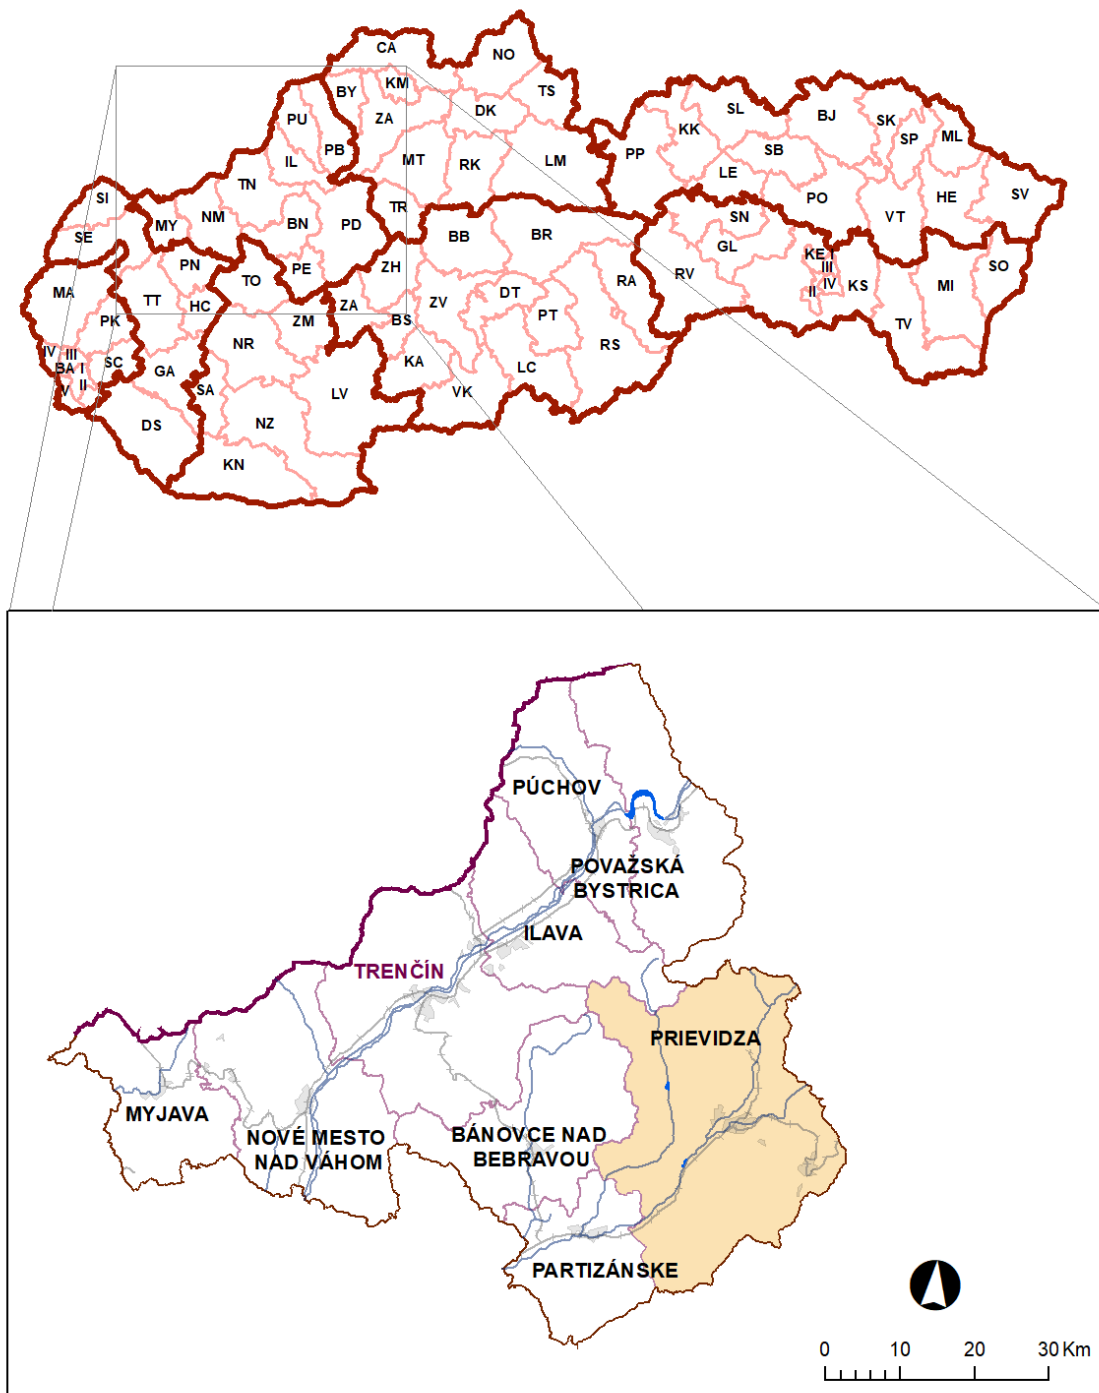 CA
NO
BY
KM
TS
PU
ZA
DK
SL
BJ
SK
KK
SP
ML
PB
IL
MT
RK
LM
PP
SB
LE
TN
SI
TR
PO
HE
SV
MY
NM
BN
PD
SN
VT
SE
BB
BR
GL
KE I
III
PN
PE
ZH
RV
IV
KS
SO
MA
TT
TO
HC
ZA
ZV
DT
RA
II
MI
PK
ZM
BS
PT
TV
IV
III
NR
RS
BA
I
SC
GA
KA
LC
V
II
SA
LV
VK
DS
NZ
KN
PÚCHOV
POVAŽSKÁ
BYSTRICA
ILAVA
TRENČÍN
PRIEVIDZA
MYJAVA
NOVÉ MESTO
NAD VÁHOM
BÁNOVCE NAD
BEBRAVOU
PARTIZÁNSKE
0 10 20 30 Km